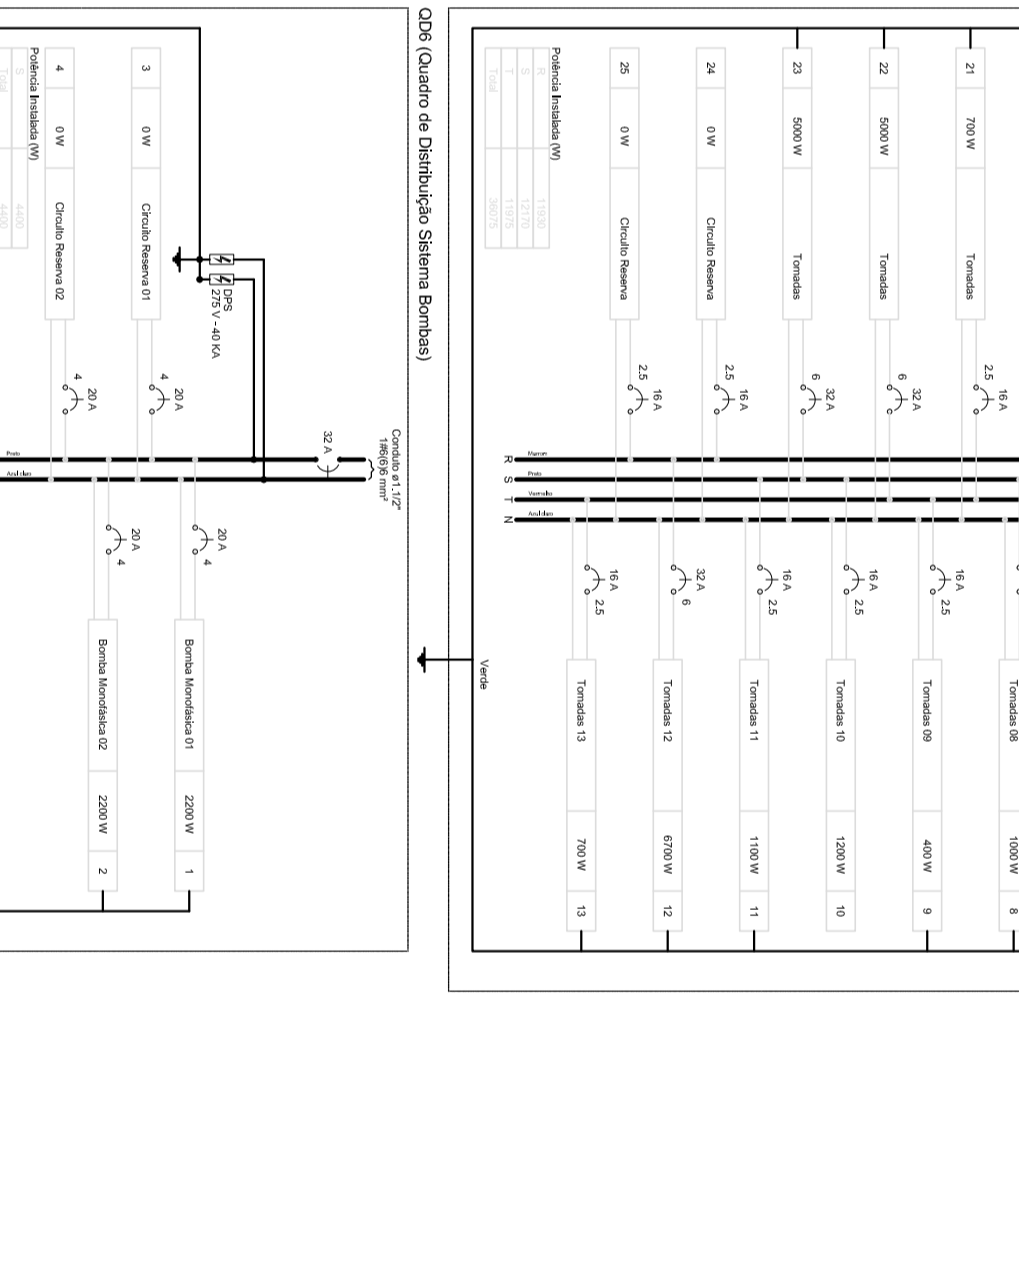 21
700 W
Tomadas
2.5
16 A
22
5000 W
Tomadas
6
32 A
23
5000 W
Tomadas
6
32 A
24
0 W
Circuito Reserva
2.5
16 A
25
0 W
Circuito Reserva
2.5
16 A
Potência Instalada (W)
R 11930
S 12170
T 11975
Total 36075
R
Marrom
S
Preto
T
Vermelho
N
Azul claro
16 A
2.5
Tomadas 13
700 W
13
32 A
6
Tomadas 12
6700 W
12
16 A
2.5
Tomadas 11
1100 W
11
16 A
2.5
Tomadas 10
1200 W
10
16 A
2.5
Tomadas 09
400 W
9
Tomadas 08
1000 W
8
Verde
QD6 (Quadro de Distribuição Sistema Bombas)
Conduto ø1.1/2"
1#6(6)6 mm²
32 A
DPS
275 V - 40 KA
3
0 W
Circuito Reserva 01
4
20 A
4
0 W
Circuito Reserva 02
4
20 A
Potência Instalada (W)
S 4400
Total 4400
Preto
Azul claro
20 A
4
Bomba Monofásica 01
2200 W
1
20 A
4
Bomba Monofásica 02
2200 W
2